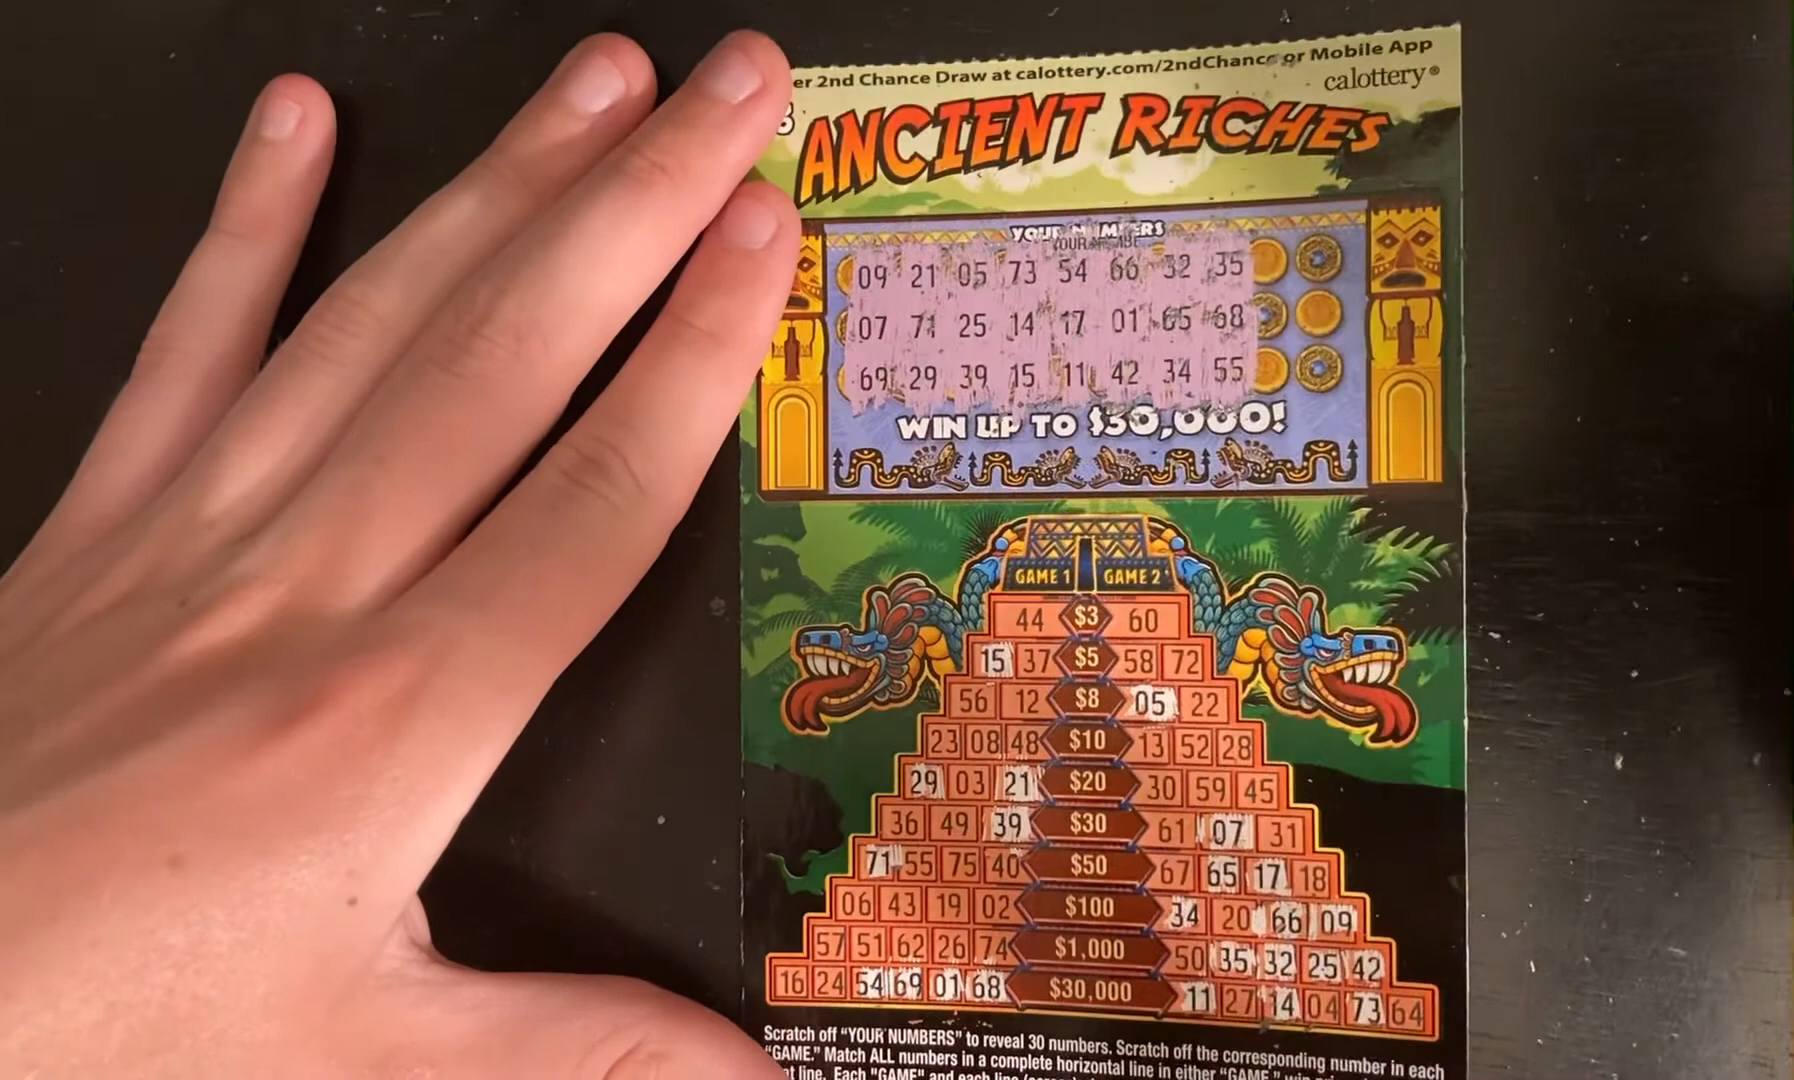 er 2nd Chance Draw at calottery.com/2ndChance or Mobile App
calottery®
ANCIENT RICHES
YOUR NUMBERS
09 21 05 73 54 66 32 35
07 71 25 14 17 01 65 68
69 29 39 15 11 42 34 55
WIN UP TO $30,000!
GAME 1 GAME 2
44 $3 60
15 37 $5 58 72
56 12 $8 05 22
23 08 48 $10 13 52 28
29 03 21 $20 30 59 45
36 49 39 $30 61 07 31
71 55 75 40 $50 67 65 17 18
06 43 19 02 $100 34 20 66 09
57 51 62 26 74 $1,000 50 35 32 25 42
16 24 54 69 01 68 $30,000 11 27 14 04 73 64
Scratch off “YOUR NUMBERS” to reveal 30 numbers. Scratch off the corresponding number in each
“GAME.” Match ALL numbers in a complete horizontal line in either “GAME,” win
at line. Each "GAME" and each line